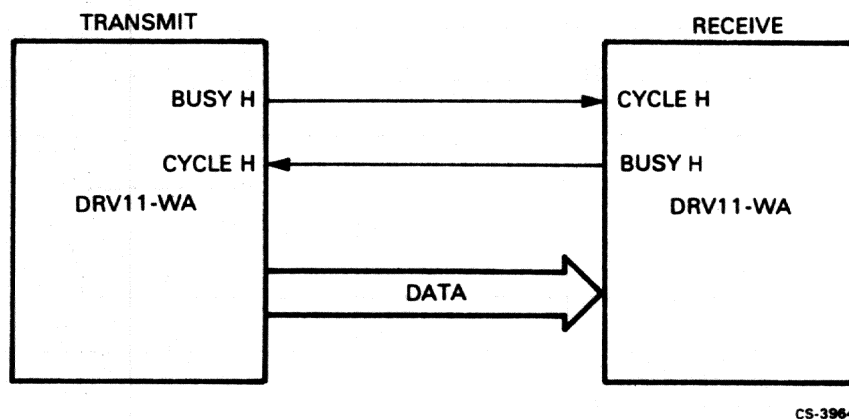 TRANSMIT
RECEIVE
BUSY H
CYCLE H
CYCLE H
BUSY H
DRV11-WA
DRV11-WA
DATA